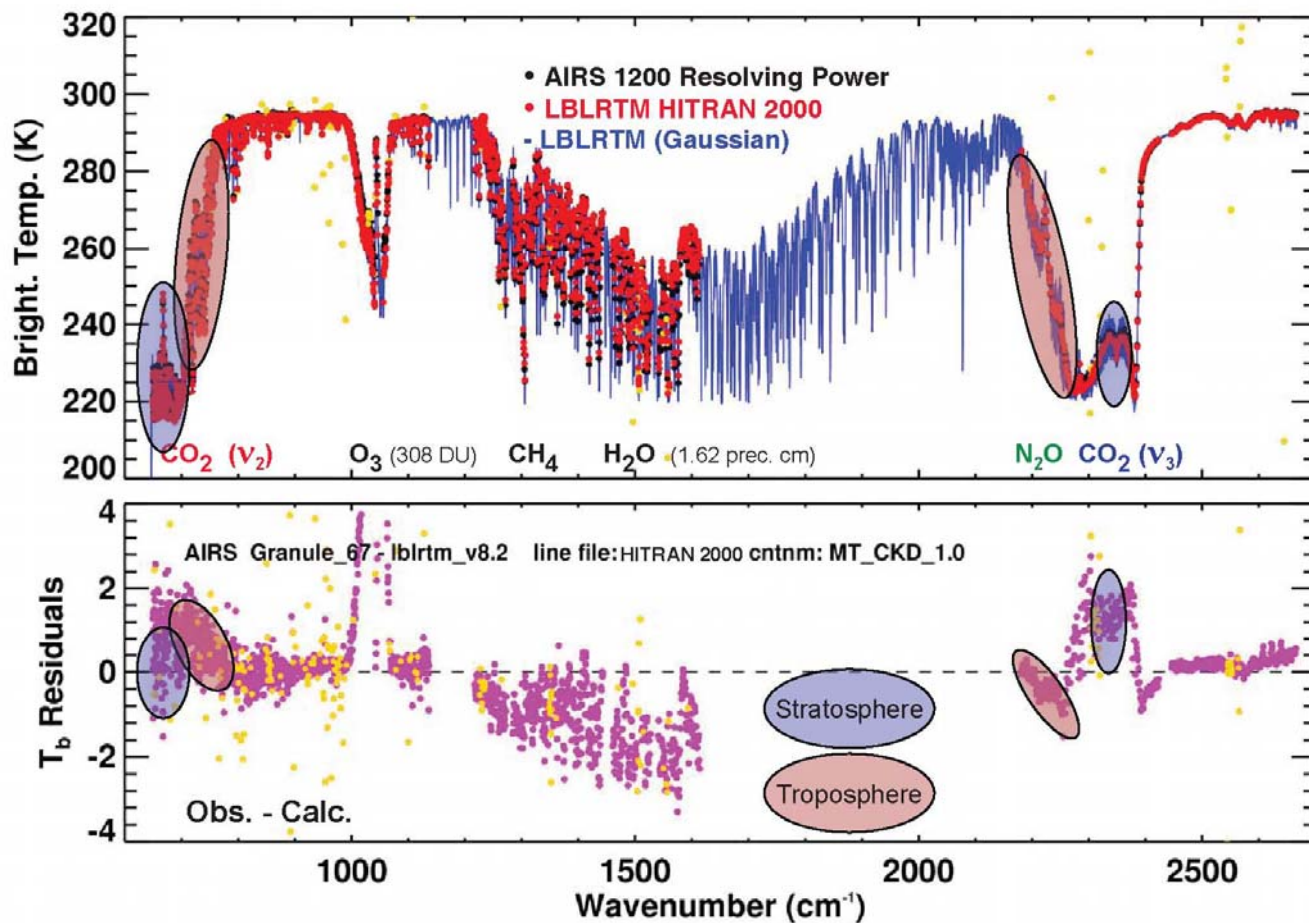 320
300
280
260
240
220
200
Bright. Temp. (K)
• AIRS 1200 Resolving Power
• LBLRTM HITRAN 2000
- LBLRTM (Gaussian)
CO₂ (ν₂) O₃ (308 DU) CH₄ H₂O (1.62 prec. cm) N₂O CO₂ (ν₃)
4
2
0
-2
-4
T_b Residuals
AIRS Granule_67 - lblrtm_v8.2 line file: HITRAN 2000 cntnm: MT_CKD_1.0
Stratosphere
Troposphere
Obs. - Calc.
1000 1500 2000 2500
Wavenumber (cm⁻¹)